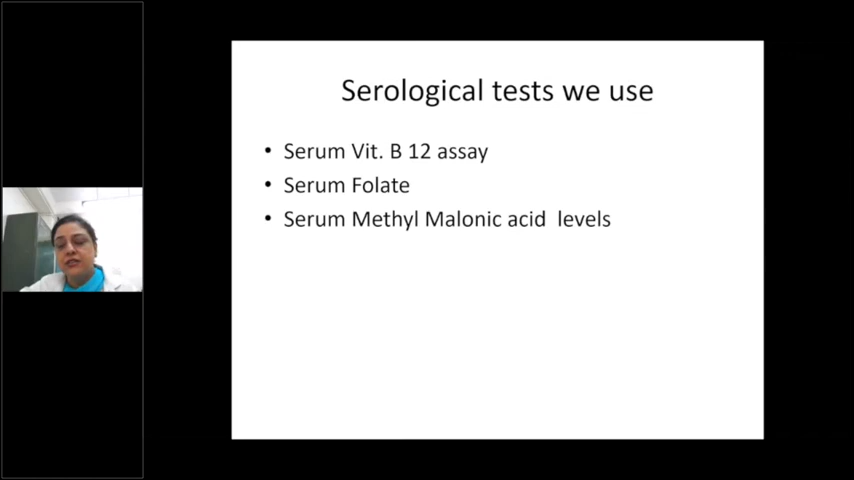 Serological tests we use
• Serum Vit. B 12 assay
• Serum Folate
• Serum Methyl Malonic acid  levels